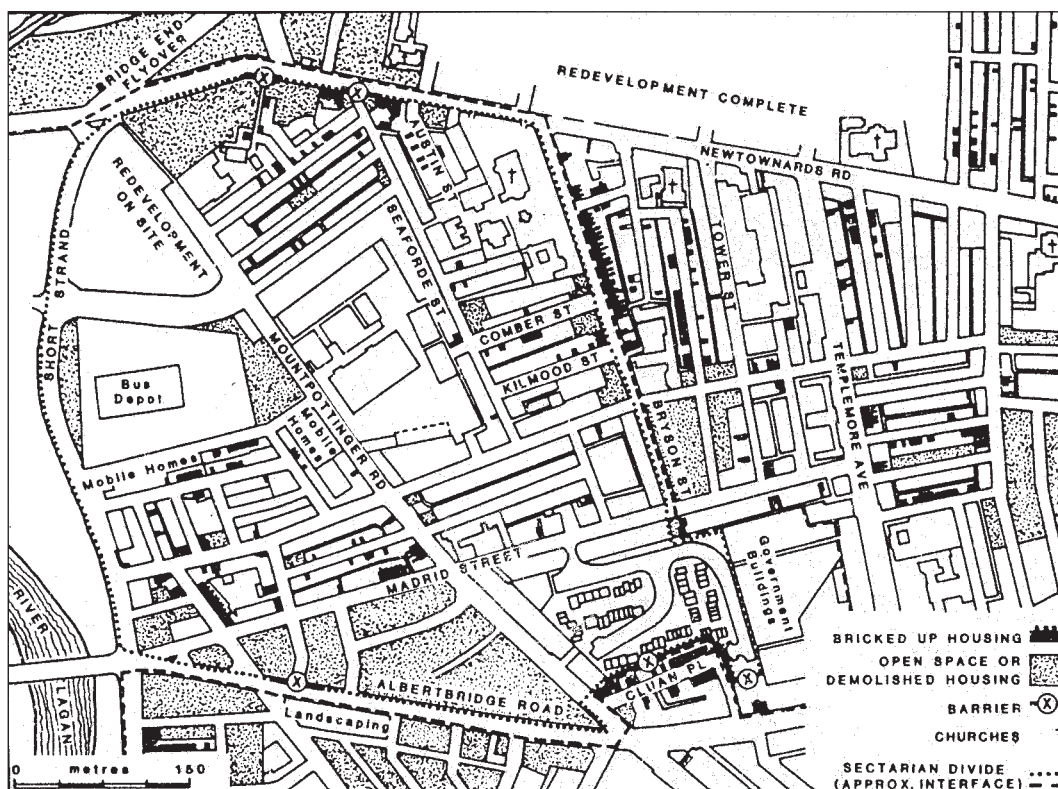 BRIDGE END
FLYOVER
REDEVELOPMENT COMPLETE
NEWTOWNARDS RD
REDEVELOPMENT
ON SITE
AUSTIN ST
SEAFORDE ST
TOWER ST
SHORT STRAND
COMBER ST
KILMOOD ST
TEMPLEMORE AVE
MOUNTPOTTINGER RD
Bus
Depot
BRYSON ST
Mobile
Homes
Mobile Homes
MADRID STREET
Government
Buildings
RIVER
LAGAN
CLUAN PL
ALBERTBRIDGE ROAD
Landscaping
0 metres 150
BRICKED UP HOUSING
OPEN SPACE OR
DEMOLISHED HOUSING
BARRIER
CHURCHES
SECTARIAN DIVIDE
(APPROX. INTERFACE)